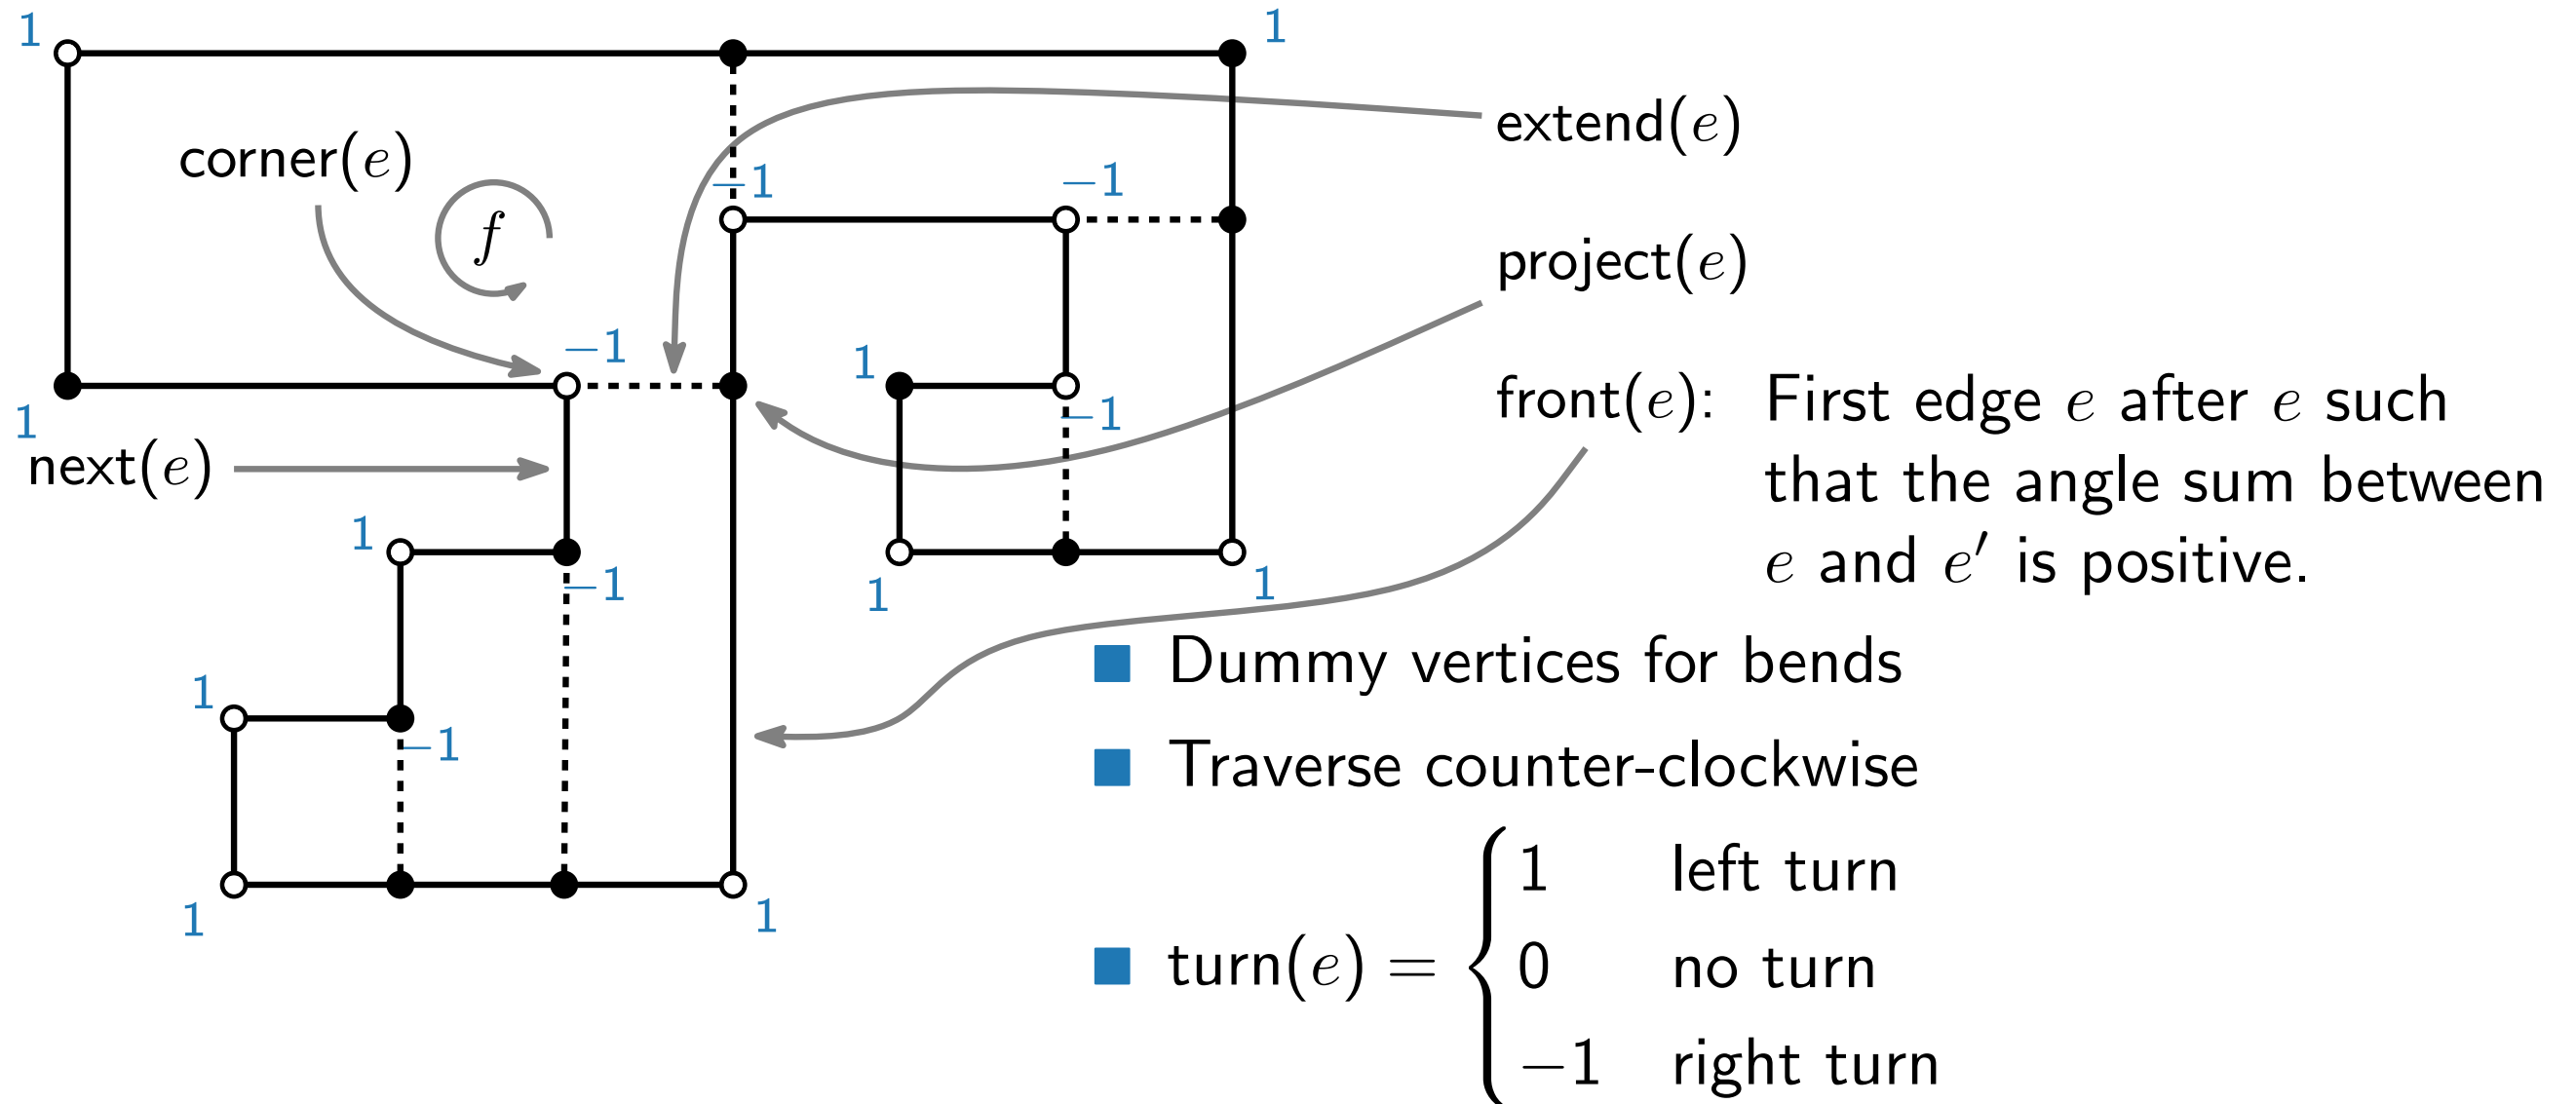 1
1
corner(e)
f
−1
−1
extend(e)
project(e)
1
−1
1
−1
front(e): First edge e after e such
that the angle sum between
e and e′ is positive.
next(e)
1
−1
1
1
1
−1
1
1
Dummy vertices for bends
Traverse counter-clockwise
turn(e) = { 1 left turn
0 no turn
−1 right turn